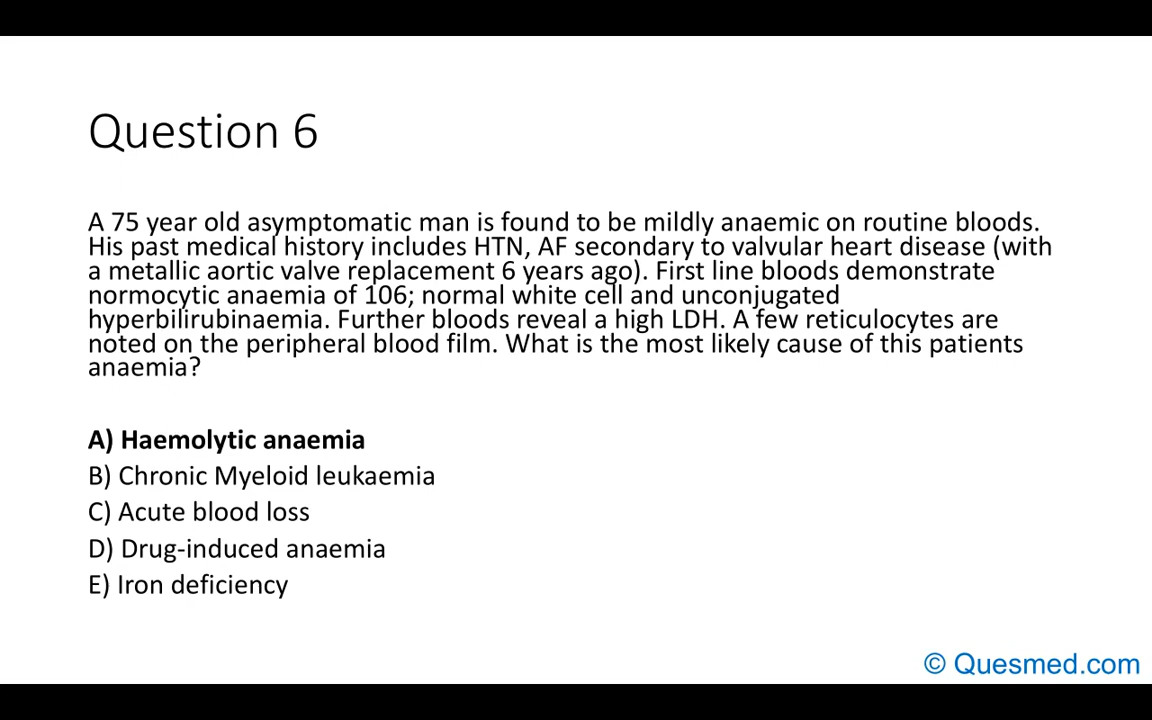 Question 6
A 75 year old asymptomatic man is found to be mildly anaemic on routine bloods.
His past medical history includes HTN, AF secondary to valvular heart disease (with
a metallic aortic valve replacement 6 years ago). First line bloods demonstrate
normocytic anaemia of 106; normal white cell and unconjugated
hyperbilirubinaemia. Further bloods reveal a high LDH. A few reticulocytes are
noted on the peripheral blood film. What is the most likely cause of this patients
anaemia?
A) Haemolytic anaemia
B) Chronic Myeloid leukaemia
C) Acute blood loss
D) Drug-induced anaemia
E) Iron deficiency
© Quesmed.com